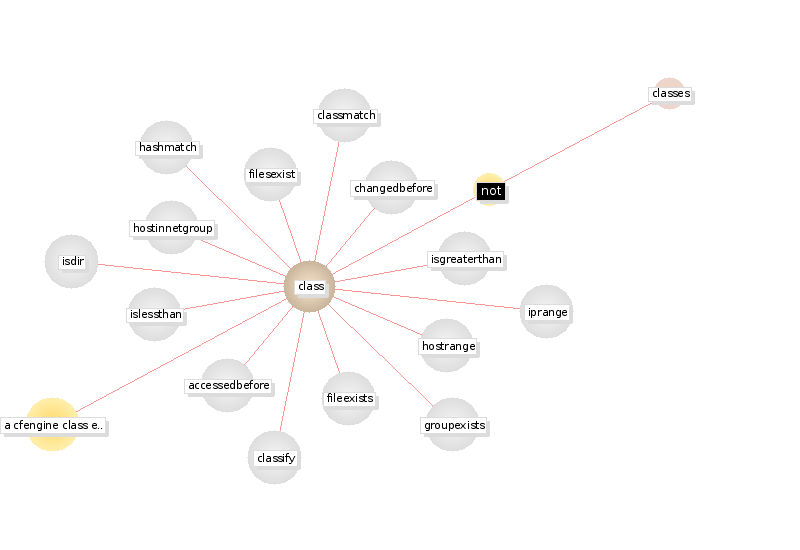 classes
classmatch
hashmatch
filesexist
changedbefore
not
hostinnetgroup
isdir
isgreaterthan
class
islessthan
iprange
hostrange
accessedbefore
fileexists
a cfengine class e..
groupexists
classify